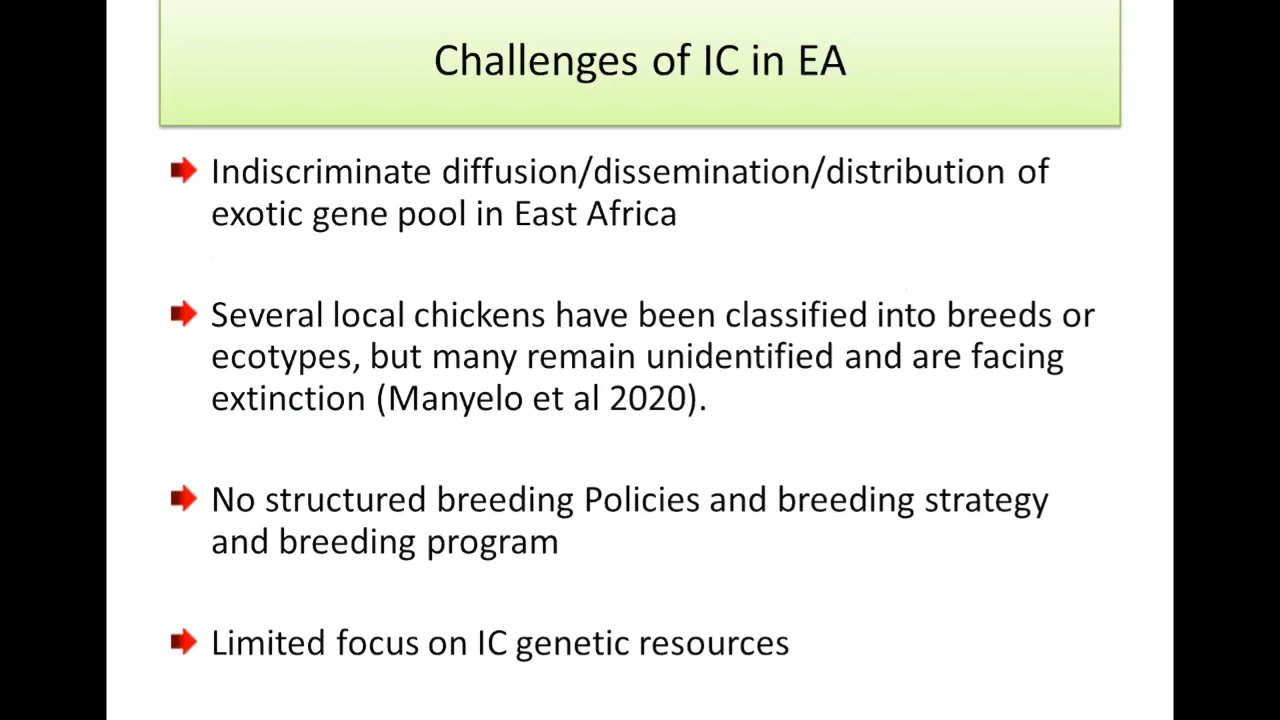 Challenges of IC in EA
Indiscriminate diffusion/dissemination/distribution of
exotic gene pool in East Africa
Several local chickens have been classified into breeds or
ecotypes, but many remain unidentified and are facing
extinction (Manyelo et al 2020).
No structured breeding Policies and breeding strategy
and breeding program
Limited focus on IC genetic resources